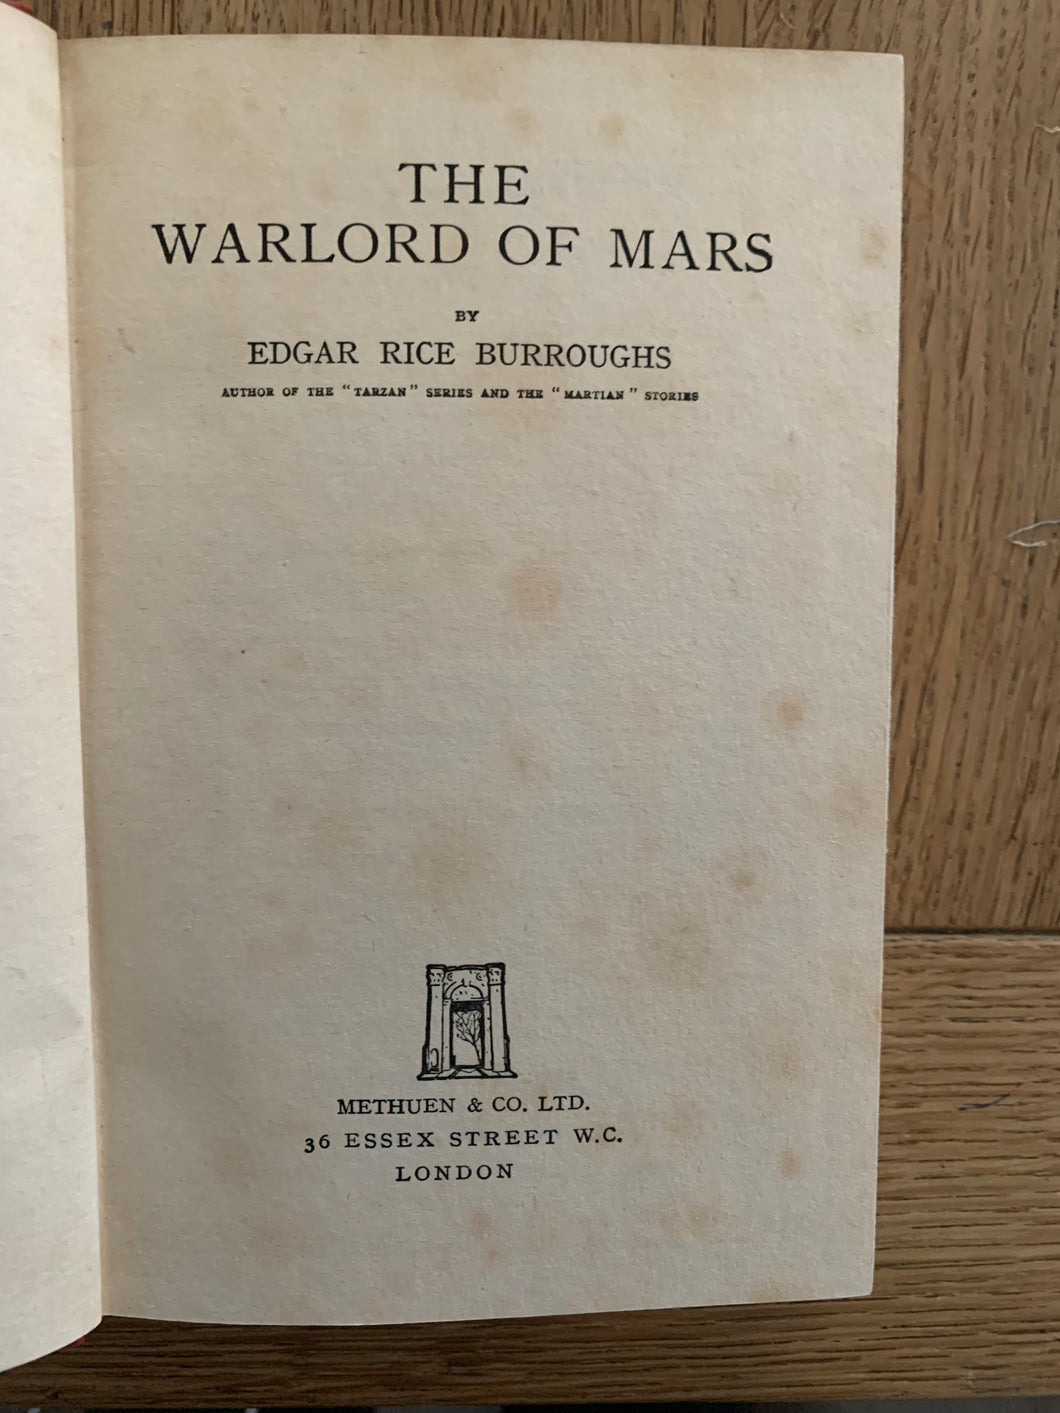 THE
WARLORD OF MARS
BY
EDGAR RICE BURROUGHS
AUTHOR OF THE “TARZAN” SERIES AND THE “MARTIAN” STORIES
METHUEN & CO. LTD.
36 ESSEX STREET W.C.
LONDON